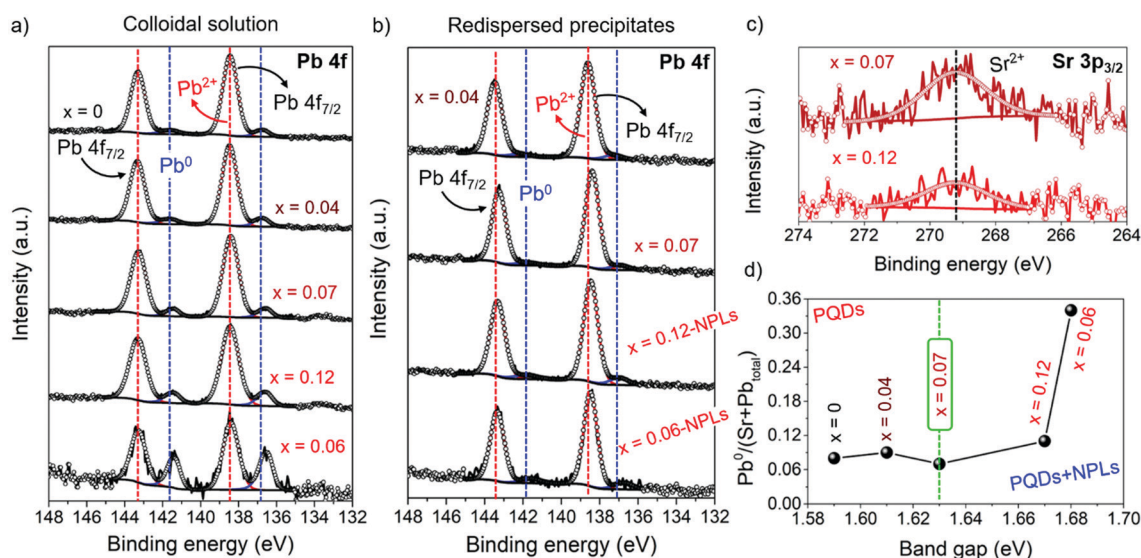 a) Colloidal solution
Pb 4f
Pb²⁺
Pb 4f₇/₂
x = 0
Pb 4f₇/₂
Pb⁰
x = 0.04
x = 0.07
x = 0.12
x = 0.06
Intensity (a.u.)
148 146 144 142 140 138 136 134 132
Binding energy (eV)
b) Redispersed precipitates
Pb 4f
x = 0.04
Pb²⁺
Pb 4f₇/₂
Pb 4f₇/₂
Pb⁰
x = 0.07
x = 0.12-NPLs
x = 0.06-NPLs
Intensity (a.u.)
148 146 144 142 140 138 136 134 132
Binding energy (eV)
c)
x = 0.07
Sr²⁺
Sr 3p₃/₂
x = 0.12
Intensity (a.u.)
274 272 270 268 266 264
Binding energy (eV)
d)
0.36
0.30
0.24
0.18
0.12
0.06
0.00
Pb⁰/(Sr+Pbₜₒₜₐₗ)
PQDs
x = 0
x = 0.04
x = 0.07
x = 0.12
x = 0.06
PQDs+NPLs
1.58 1.60 1.62 1.64 1.66 1.68 1.70
Band gap (eV)